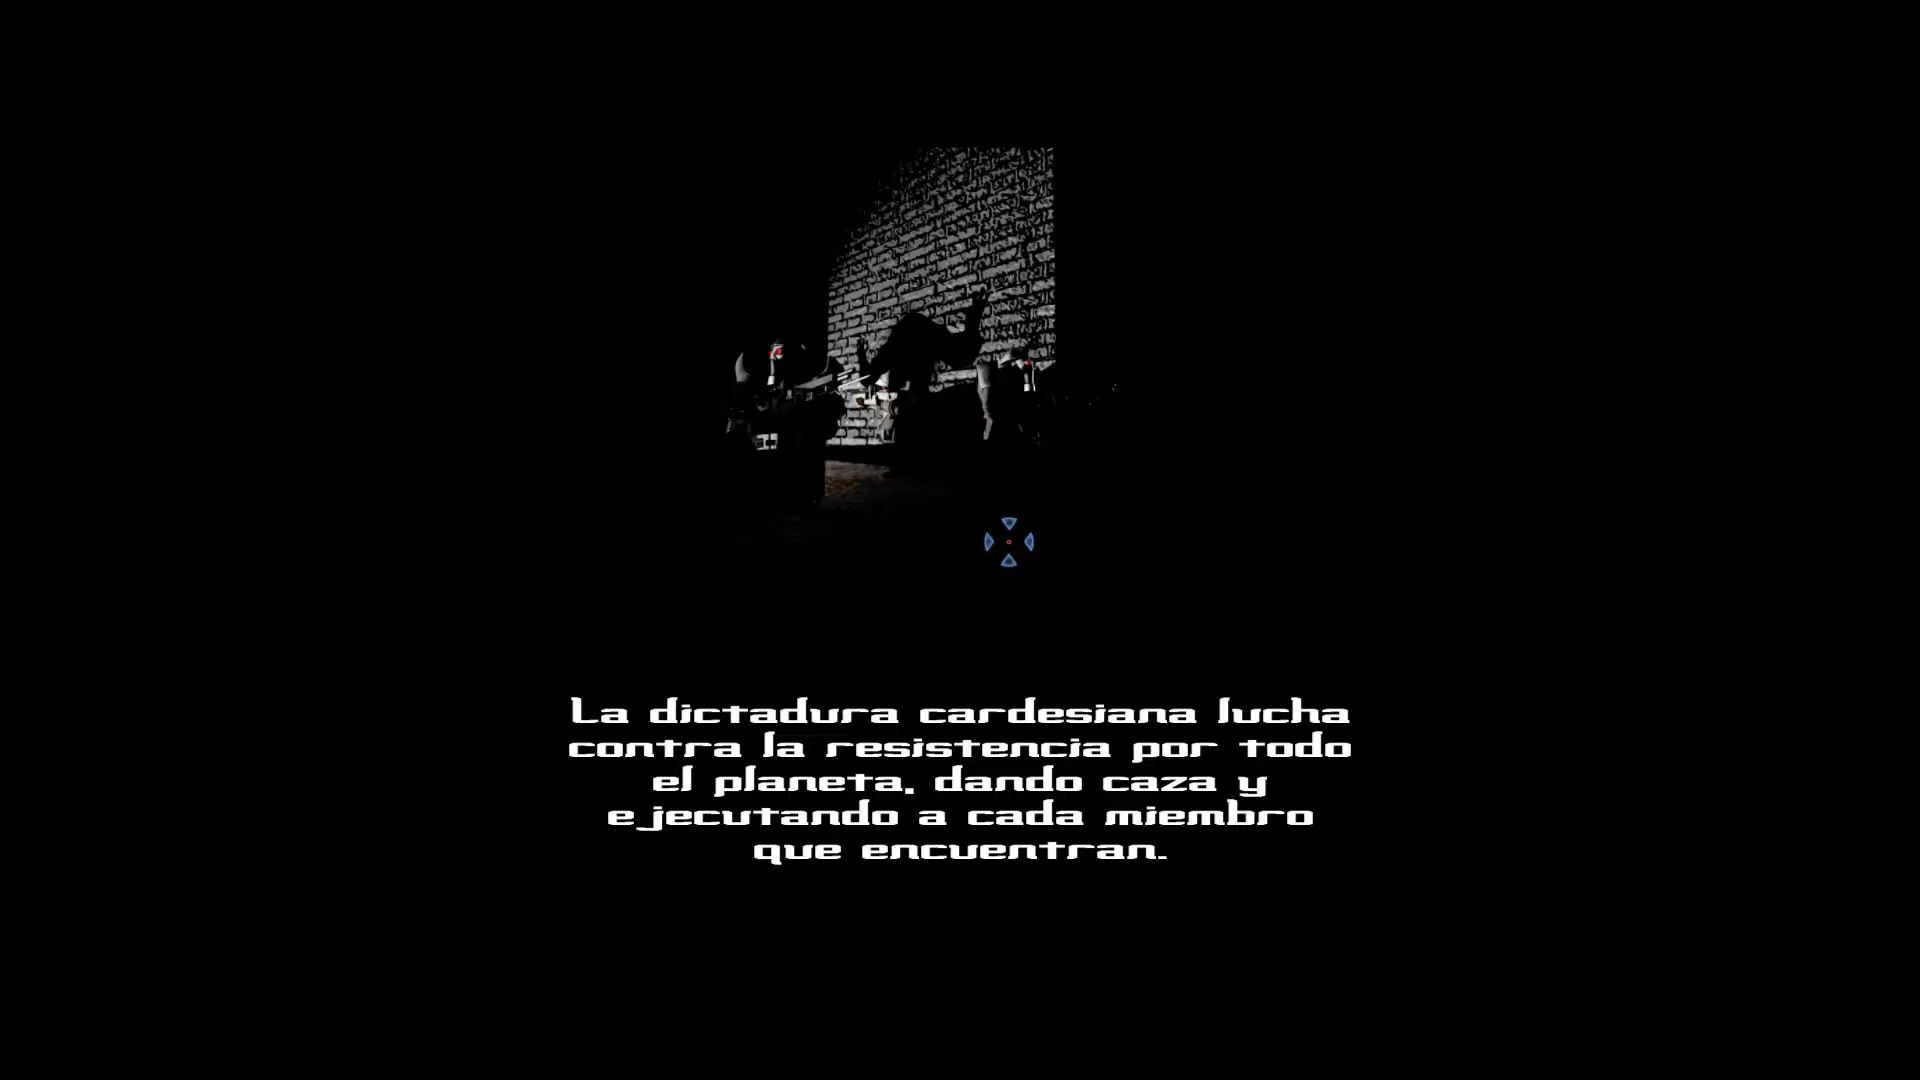 La dictadura cardesiana lucha
contra la resistencia por todo
el planeta, dando caza y
ejecutando a cada miembro
que encuentran.